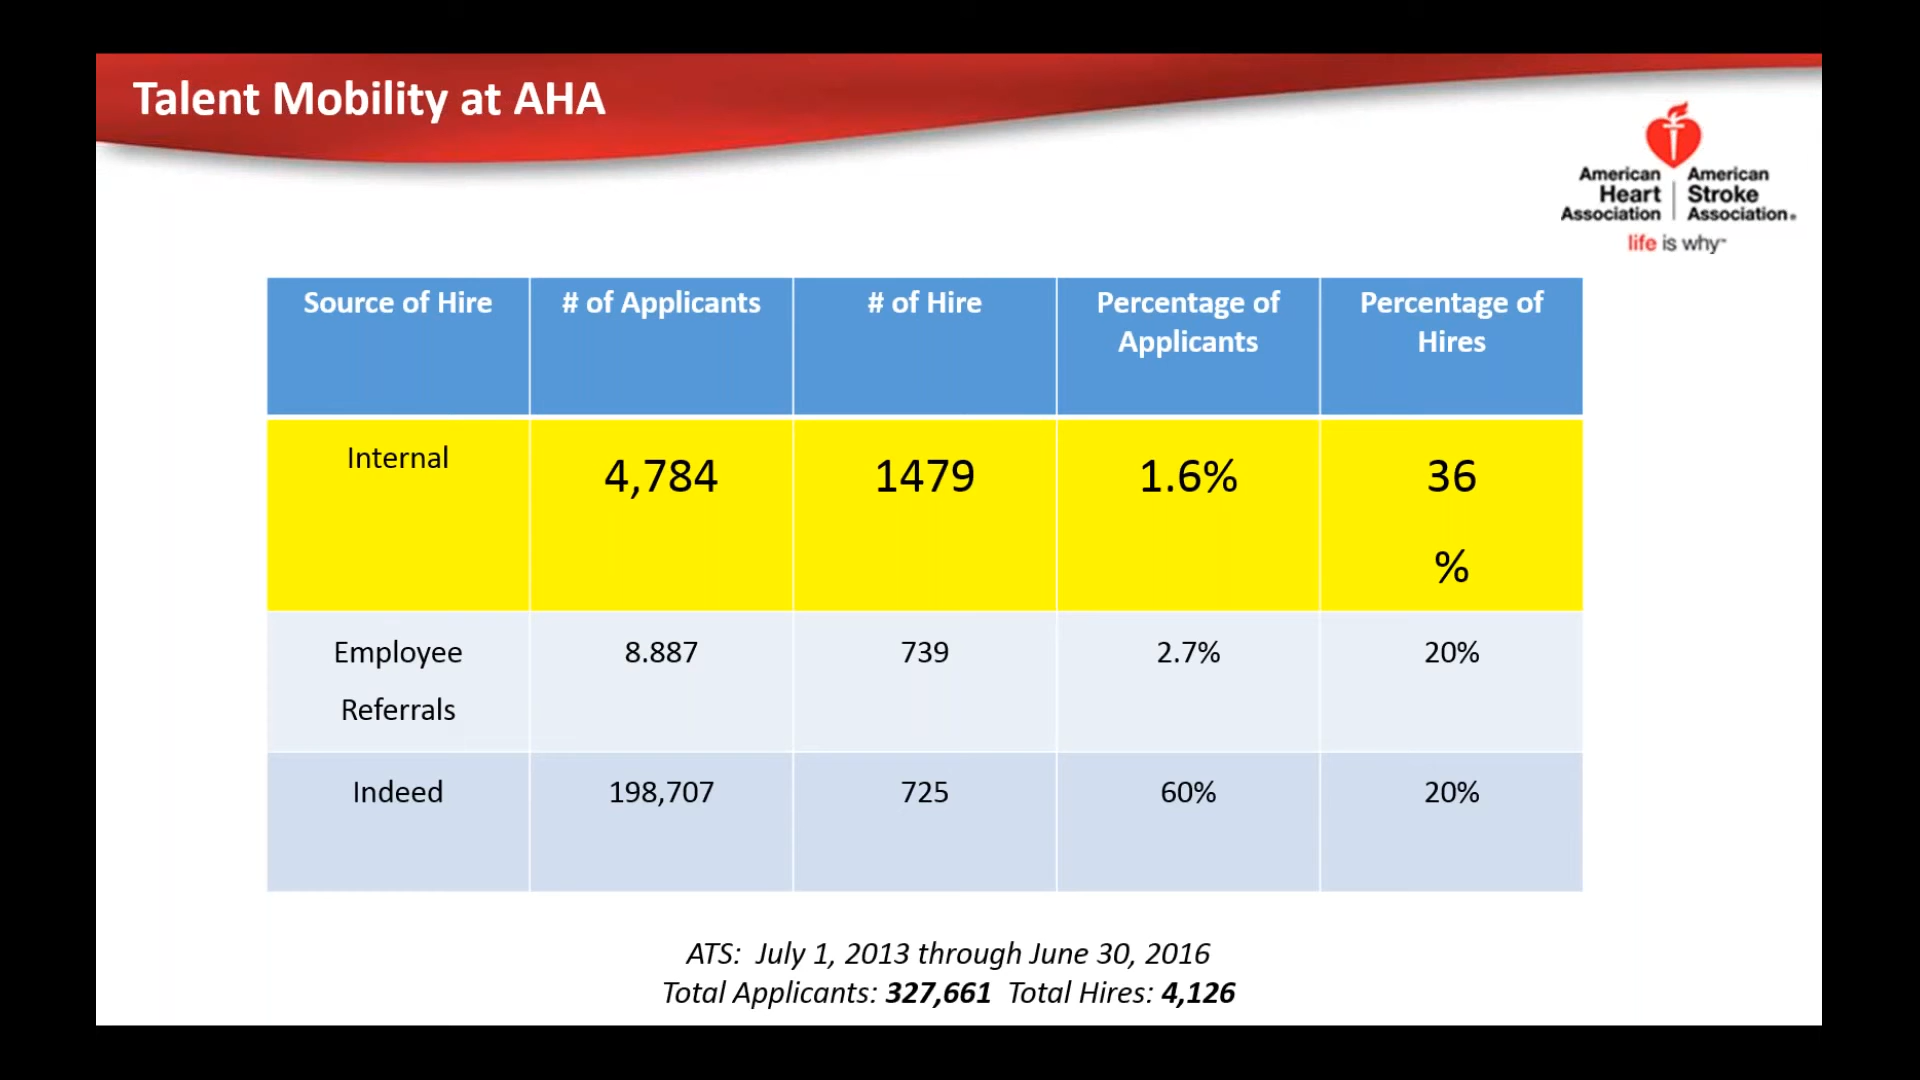 Talent Mobility at AHA
American American
Heart Stroke
Association Association®
life is why™
Source of Hire # of Applicants # of Hire Percentage of Percentage of
Applicants Hires
Internal 4,784 1479 1.6% 36
%
Employee 8.887 739 2.7% 20%
Referrals
Indeed 198,707 725 60% 20%
ATS: July 1, 2013 through June 30, 2016
Total Applicants: 327,661 Total Hires: 4,126